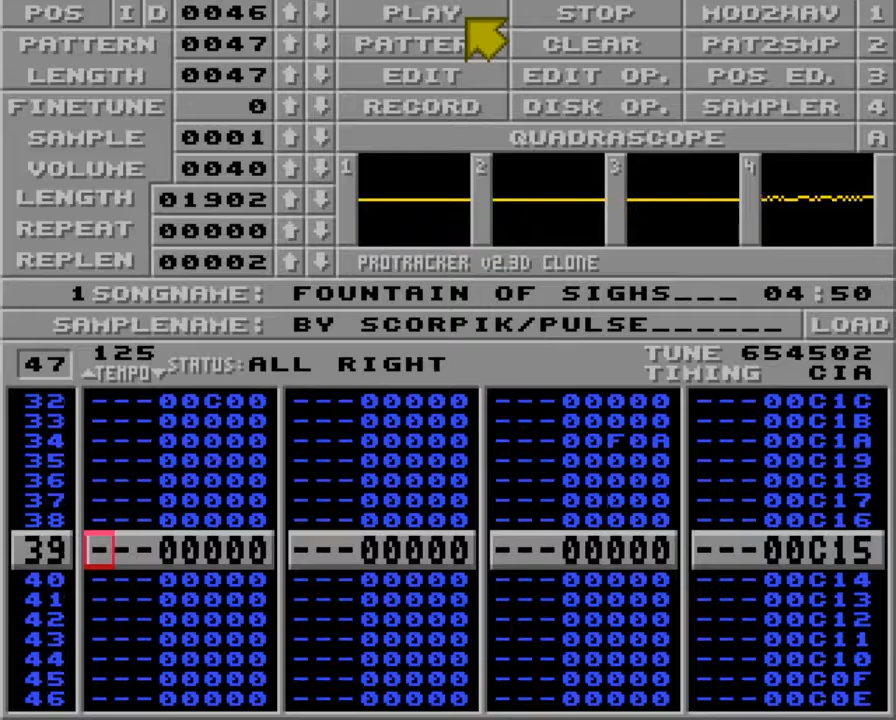 POS I D 0046 PLAY STOP MOD2WAV 1
PATTERN 0047 CLEAR PAT2SMP 2
LENGTH 0047 EDIT EDIT OP. POS ED. 3
FINETUNE 0 RECORD DISK OP. SAMPLER 4
SAMPLE 0001 QUADRASCOPE A
VOLUME 0040 1 2 3 4
LENGTH 01902
REPEAT 00000
REPLEN 00002 PROTRACKER v2.3D CLONE
1 SONGNAME: FOUNTAIN OF SIGHS___ 04:50
SAMPLENAME: BY SCORPIK/PULSE______ LOAD
47 125 TEMPO STATUS: ALL RIGHT TUNE 654502
TIMING CIA
32 ---00C00 ---00000 ---00000 ---00C1C
33 ---00000 ---00000 ---00000 ---00C1B
34 ---00000 ---00000 ---00F0A ---00C1A
35 ---00000 ---00000 ---00000 ---00C19
36 ---00000 ---00000 ---00000 ---00C18
37 ---00000 ---00000 ---00000 ---00C17
38 ---00000 ---00000 ---00000 ---00C16
39 ---00000 ---00000 ---00000 ---00C15
40 ---00000 ---00000 ---00000 ---00C14
41 ---00000 ---00000 ---00000 ---00C13
42 ---00000 ---00000 ---00000 ---00C12
43 ---00000 ---00000 ---00000 ---00C11
44 ---00000 ---00000 ---00000 ---00C10
45 ---00000 ---00000 ---00000 ---00C0F
46 ---00000 ---00000 ---00000 ---00C0E